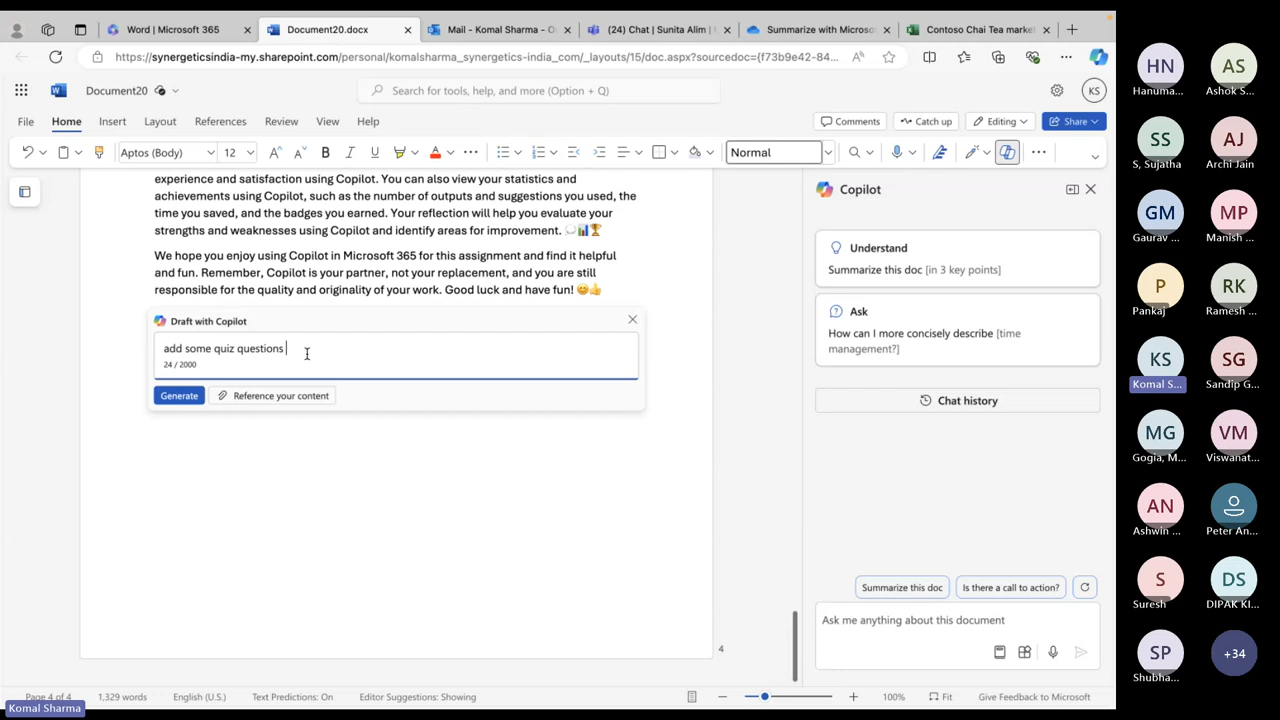 Word | Microsoft 365
Document20.docx
Mail - Komal Sharma - O
(24) Chat | Sunita Alim | L
Summarize with Microso
Contoso Chai Tea market
https://synergeticsindia-my.sharepoint.com/personal/komalsharma_synergetics-india_com/_layouts/15/doc.aspx?sourcedoc={f73b9e42-84...
Document20
Search for tools, help, and more (Option + Q)
KS
File Home Insert Layout References Review View Help
Comments Catch up Editing Share
Aptos (Body) 12 B I U A Normal
experience and satisfaction using Copilot. You can also view your statistics and
achievements using Copilot, such as the number of outputs and suggestions you used, the
time you saved, and the badges you earned. Your reflection will help you evaluate your
strengths and weaknesses using Copilot and identify areas for improvement. 💭📊🏆
We hope you enjoy using Copilot in Microsoft 365 for this assignment and find it helpful
and fun. Remember, Copilot is your partner, not your replacement, and you are still
responsible for the quality and originality of your work. Good luck and have fun! 😊👍
Draft with Copilot
add some quiz questions
24 / 2000
Generate
Reference your content
4
Copilot
Understand
Summarize this doc [in 3 key points]
Ask
How can I more concisely describe [time
management?]
Chat history
Summarize this doc
Is there a call to action?
Ask me anything about this document
Page 4 of 4 1,329 words English (U.S.) Text Predictions: On Editor Suggestions: Showing 100% Fit Give Feedback to Microsoft
Komal Sharma
HN AS
Hanuma... Ashok S...
SS AJ
S, Sujatha Archi Jain
GM MP
Gaurav ... Manish ...
P RK
Pankaj Ramesh ...
KS SG
Komal S... Sandip G...
MG VM
Gogia, M... Viswanat...
AN
Ashwin ... Peter An...
S DS
Suresh DIPAK KI...
SP +34
Shubha...